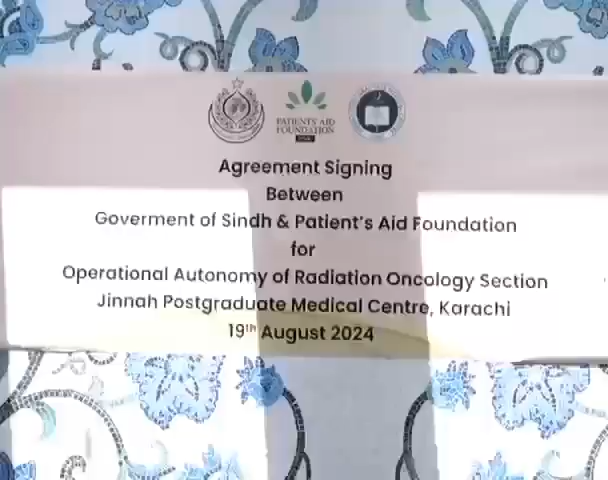 PATIENTS AID
FOUNDATION
Agreement Signing
Between
Goverment of Sindh & Patient's Aid Foundation
for
Operational Autonomy of Radiation Oncology Section
Jinnah Postgraduate Medical Centre, Karachi
19th August 2024